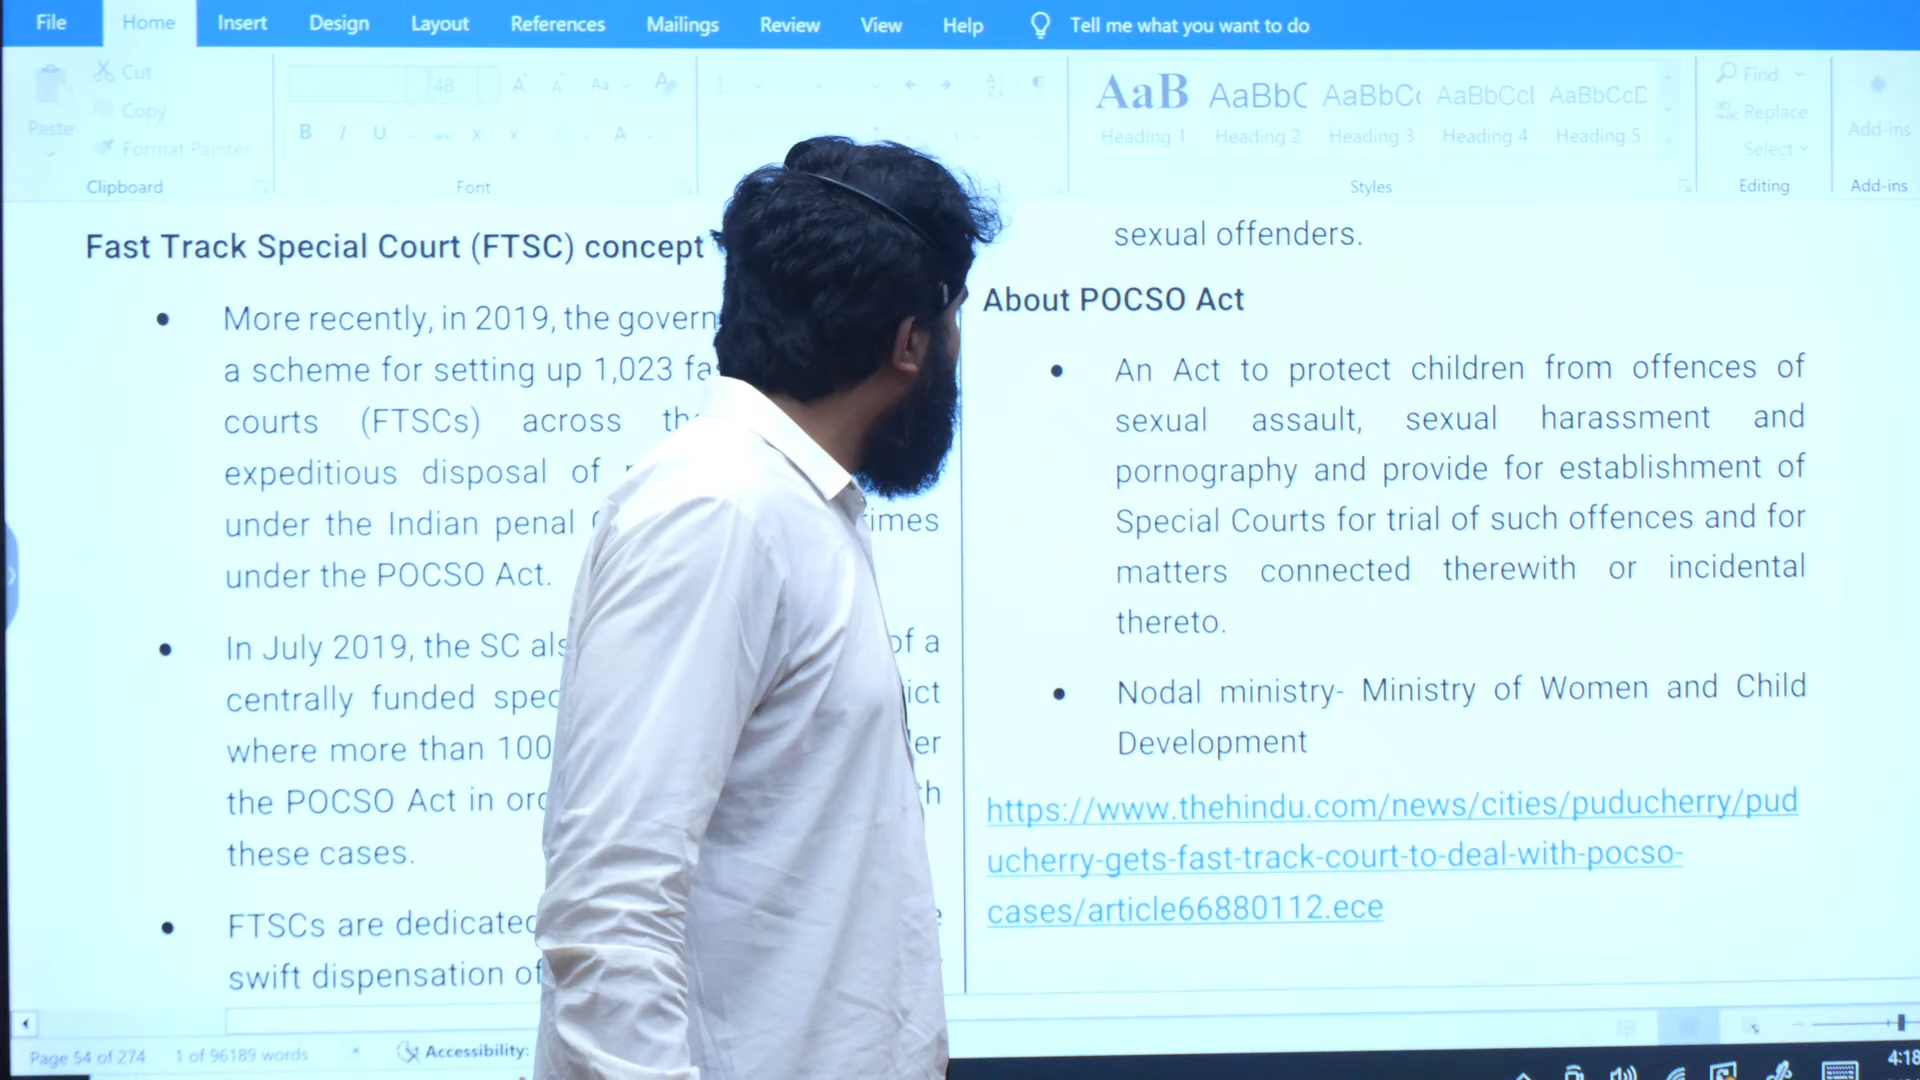 File Home Insert Design Layout References Mailings Review View Help Tell me what you want to do
Cut
Copy
Paste
Format Painter
Clipboard
48
Aa
B I U
A
Font
AaB AaBbC AaBbCc AaBbCcI AaBbCcD
Heading 1 Heading 2 Heading 3 Heading 4 Heading 5
Styles
Find
Replace
Select
Editing
Add-ins
Add-ins
Fast Track Special Court (FTSC) concept
More recently, in 2019, the govern
a scheme for setting up 1,023 fa
courts (FTSCs) across th
expeditious disposal of
under the Indian penal imes
under the POCSO Act.
In July 2019, the SC als of a
centrally funded spec ict
where more than 100 er
the POCSO Act in ord h
these cases.
FTSCs are dedicated
swift dispensation of
sexual offenders.
About POCSO Act
An Act to protect children from offences of
sexual assault, sexual harassment and
pornography and provide for establishment of
Special Courts for trial of such offences and for
matters connected therewith or incidental
thereto.
Nodal ministry- Ministry of Women and Child
Development
https://www.thehindu.com/news/cities/puducherry/pud
ucherry-gets-fast-track-court-to-deal-with-pocso-
cases/article66880112.ece
Page 54 of 274 1 of 96189 words Accessibility:
4:18